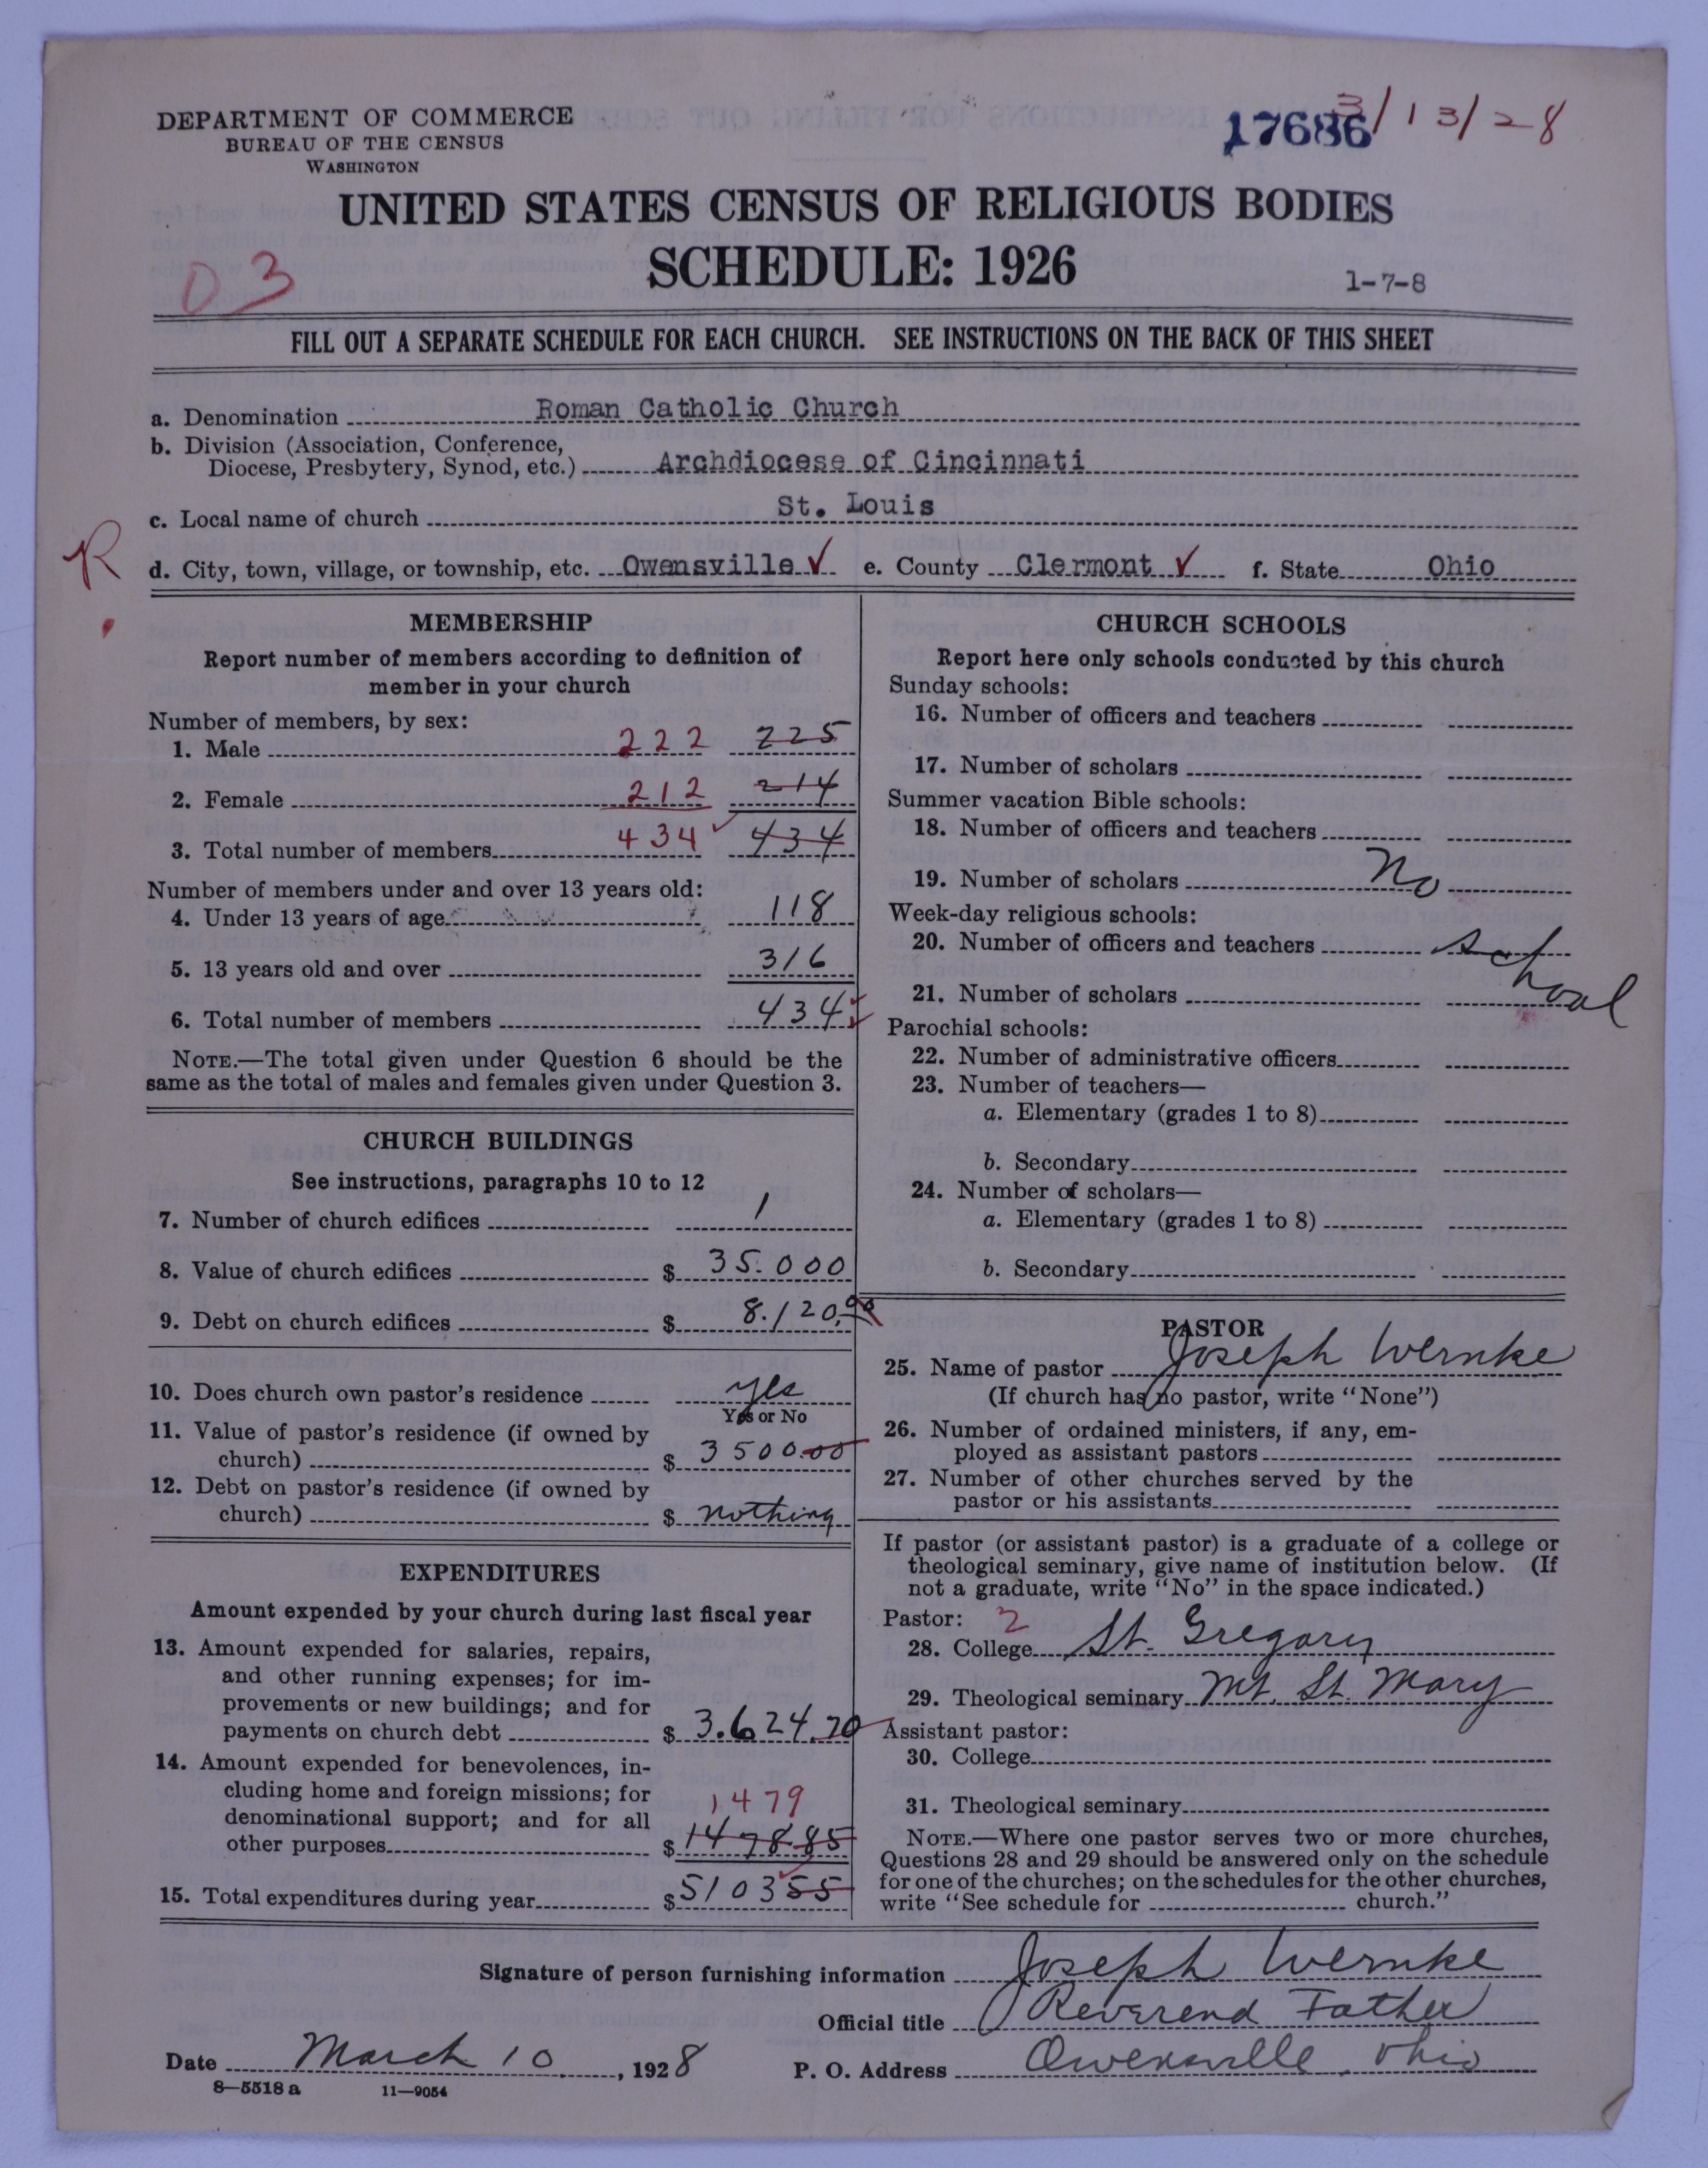 DEPARTMENT OF COMMERCE
BUREAU OF THE CENSUS
WASHINGTON
17686 3/13/28
UNITED STATES CENSUS OF RELIGIOUS BODIES
SCHEDULE: 1926
03
1-7-8
FILL OUT A SEPARATE SCHEDULE FOR EACH CHURCH. SEE INSTRUCTIONS ON THE BACK OF THIS SHEET
a. Denomination Roman Catholic Church
b. Division (Association, Conference,
Diocese, Presbytery, Synod, etc.) Archdiocese of Cincinnati
c. Local name of church St. Louis
R
d. City, town, village, or township, etc. Owensville ✓ e. County Clermont ✓ f. State Ohio
MEMBERSHIP
Report number of members according to definition of
member in your church
Number of members, by sex:
1. Male 222 225
2. Female 212 214
3. Total number of members 434 ✓ 434
Number of members under and over 13 years old:
4. Under 13 years of age 118
5. 13 years old and over 316
6. Total number of members 434 ✓
NOTE.—The total given under Question 6 should be the
same as the total of males and females given under Question 3.
CHURCH BUILDINGS
See instructions, paragraphs 10 to 12
7. Number of church edifices 1
8. Value of church edifices $ 35.000
9. Debt on church edifices $ 8.120.00
10. Does church own pastor's residence yes
Yes or No
11. Value of pastor's residence (if owned by
church) $ 3500.00
12. Debt on pastor's residence (if owned by
church) $ nothing
EXPENDITURES
Amount expended by your church during last fiscal year
13. Amount expended for salaries, repairs,
and other running expenses; for im-
provements or new buildings; and for
payments on church debt $ 3.624.70
14. Amount expended for benevolences, in-
cluding home and foreign missions; for
denominational support; and for all
1479
other purposes $ 1478.85
15. Total expenditures during year $ 5103 55
CHURCH SCHOOLS
Report here only schools conducted by this church
Sunday schools:
16. Number of officers and teachers
17. Number of scholars
Summer vacation Bible schools:
18. Number of officers and teachers
19. Number of scholars No
Week-day religious schools:
20. Number of officers and teachers school
21. Number of scholars
Parochial schools:
22. Number of administrative officers
23. Number of teachers—
a. Elementary (grades 1 to 8)
b. Secondary
24. Number of scholars—
a. Elementary (grades 1 to 8)
b. Secondary
PASTOR
25. Name of pastor Joseph Wernke
(If church has no pastor, write "None")
26. Number of ordained ministers, if any, em-
ployed as assistant pastors
27. Number of other churches served by the
pastor or his assistants
If pastor (or assistant pastor) is a graduate of a college or
theological seminary, give name of institution below. (If
not a graduate, write "No" in the space indicated.)
Pastor: 2
28. College St. Gregory
29. Theological seminary Mt. St. Mary
Assistant pastor:
30. College
31. Theological seminary
NOTE.—Where one pastor serves two or more churches,
Questions 28 and 29 should be answered only on the schedule
for one of the churches; on the schedules for the other churches,
write "See schedule for church."
Signature of person furnishing information Joseph Wernke
Official title Reverend Father
Date March 10, 1928 P. O. Address Owensville, Ohio
8—5518 a 11—9054